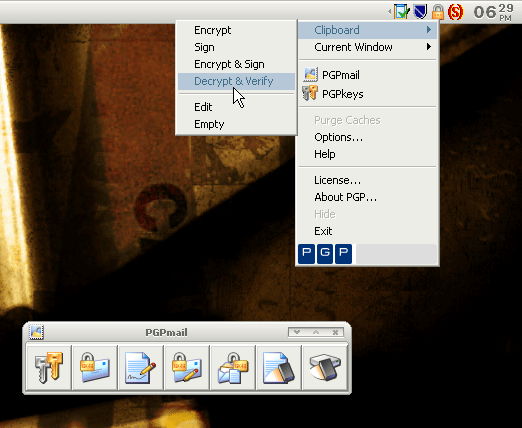 06 29 PM
Encrypt
Sign
Encrypt & Sign
Decrypt & Verify
Edit
Empty
Clipboard
Current Window
PGPmail
PGPkeys
Purge Caches
Options...
Help
License...
About PGP...
Hide
Exit
P G P
PGPmail